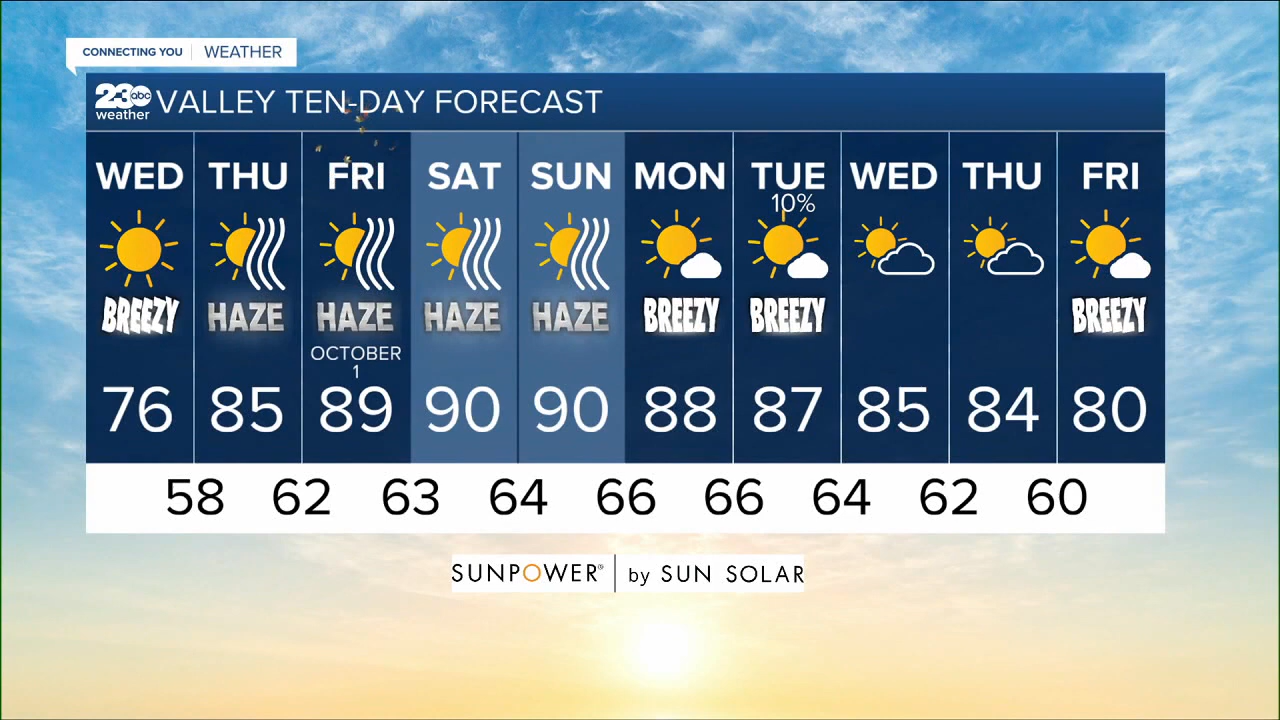 CONNECTING YOU WEATHER
23 abc
weather
VALLEY TEN-DAY FORECAST
WED THU FRI SAT SUN MON TUE WED THU FRI
10%
BREEZY HAZE HAZE HAZE HAZE BREEZY BREEZY BREEZY
OCTOBER
1
76 85 89 90 90 88 87 85 84 80
58 62 63 64 66 66 64 62 60
SUNPOWER® | by SUN SOLAR